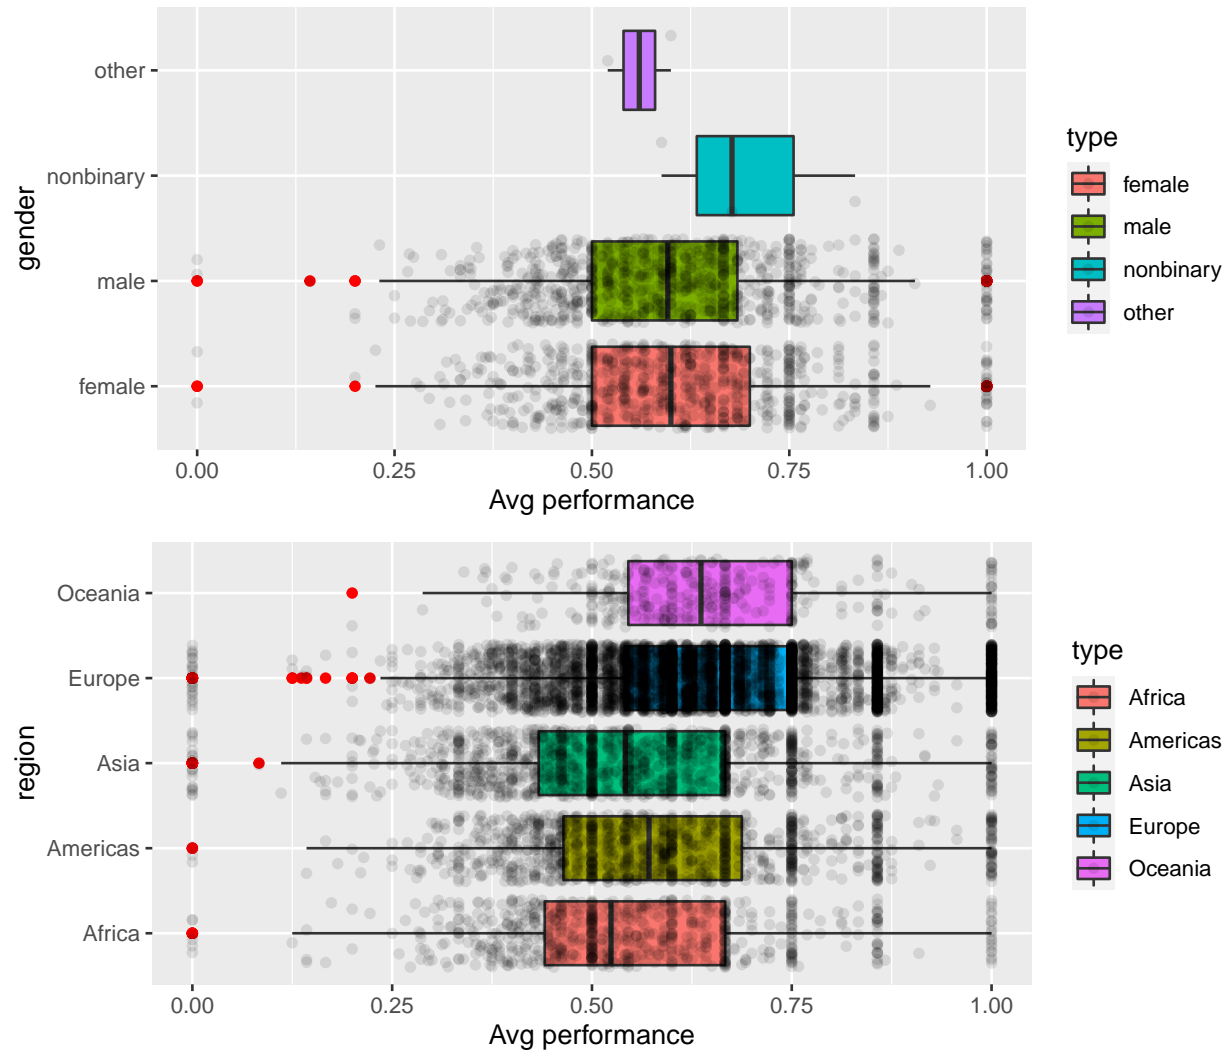 other
nonbinary
male
female
gender
0.00
0.25
0.50
0.75
1.00
Avg performance
type
female
male
nonbinary
other
Oceania
Europe
Asia
Americas
Africa
region
0.00
0.25
0.50
0.75
1.00
Avg performance
type
Africa
Americas
Asia
Europe
Oceania